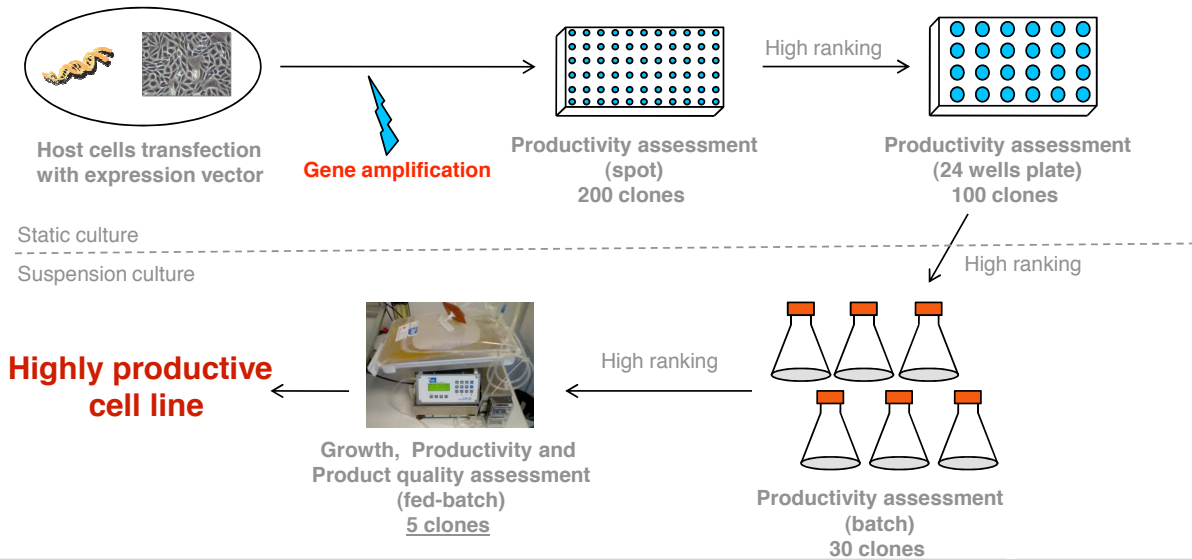 Host cells transfection
with expression vector
Gene amplification
Productivity assessment
(spot)
200 clones
High ranking
Productivity assessment
(24 wells plate)
100 clones
Static culture
Suspension culture
High ranking
Productivity assessment
(batch)
30 clones
High ranking
Growth, Productivity and
Product quality assessment
(fed-batch)
5 clones
Highly productive
cell line